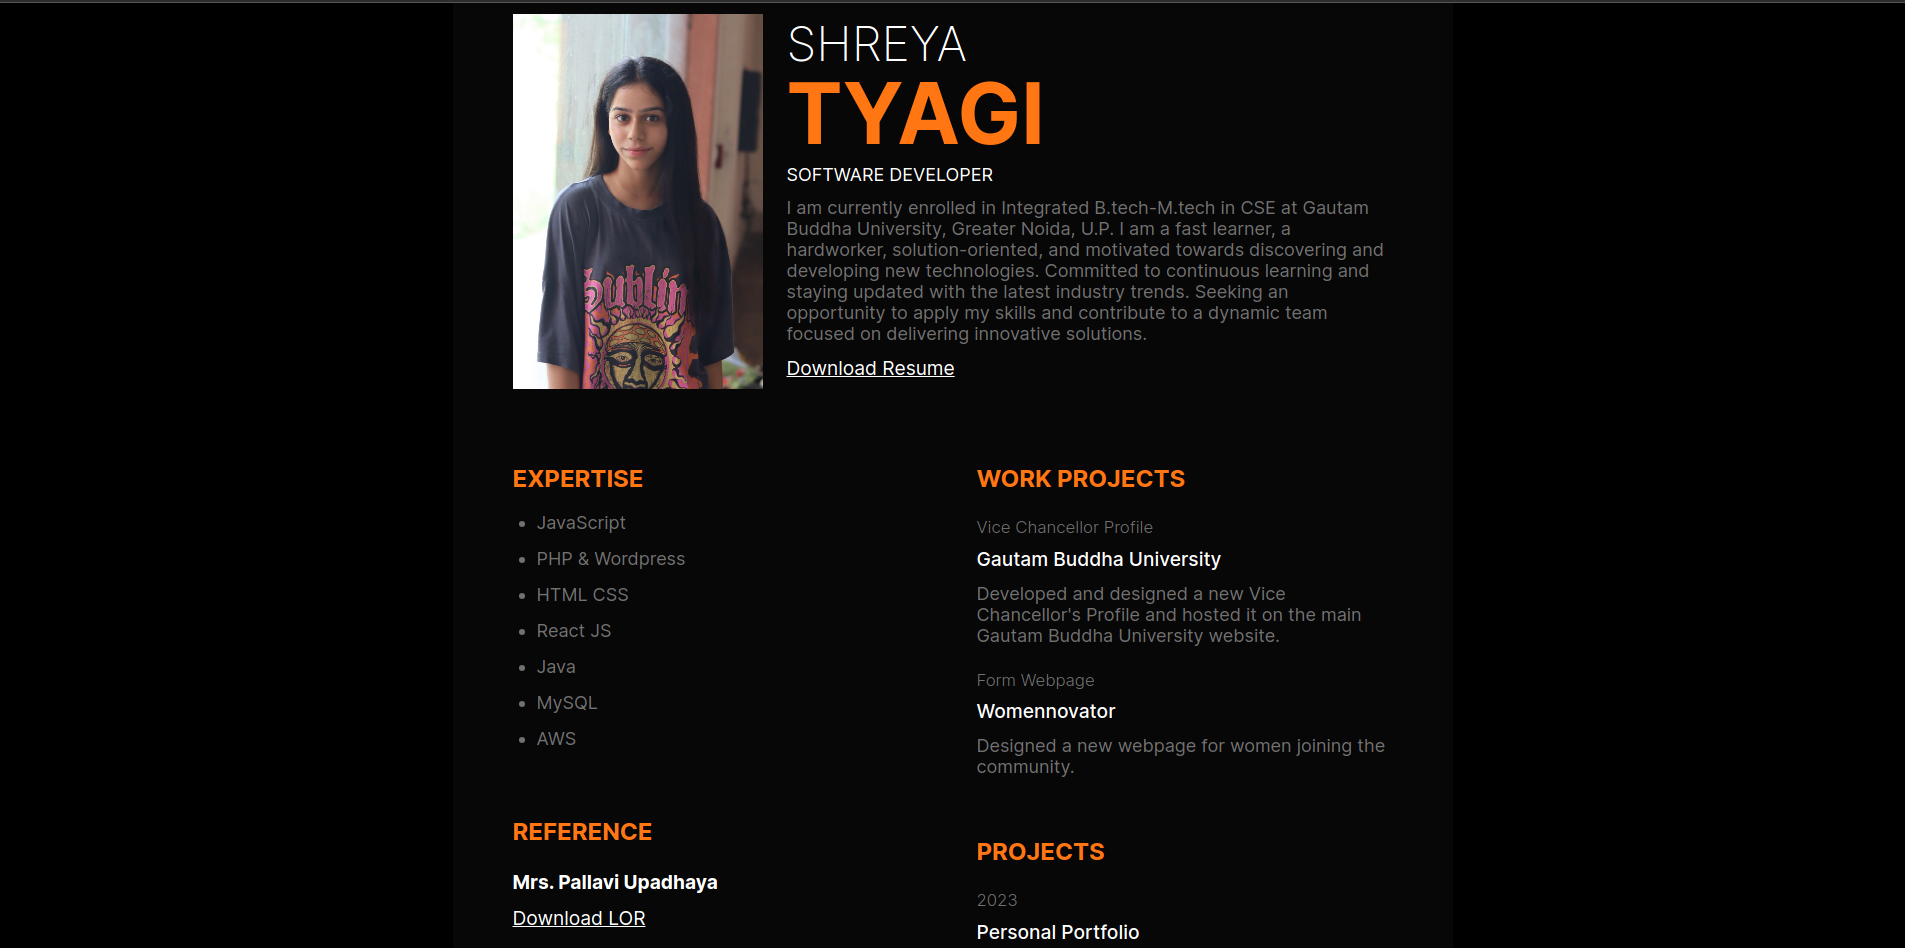 SHREYA
TYAGI
SOFTWARE DEVELOPER
I am currently enrolled in Integrated B.tech-M.tech in CSE at Gautam
Buddha University, Greater Noida, U.P. I am a fast learner, a
hardworker, solution-oriented, and motivated towards discovering and
developing new technologies. Committed to continuous learning and
staying updated with the latest industry trends. Seeking an
opportunity to apply my skills and contribute to a dynamic team
focused on delivering innovative solutions.
Download Resume
Sublim
EXPERTISE
JavaScript
PHP & Wordpress
HTML CSS
React JS
Java
MySQL
AWS
REFERENCE
Mrs. Pallavi Upadhaya
Download LOR
WORK PROJECTS
Vice Chancellor Profile
Gautam Buddha University
Developed and designed a new Vice
Chancellor's Profile and hosted it on the main
Gautam Buddha University website.
Form Webpage
Womennovator
Designed a new webpage for women joining the
community.
PROJECTS
2023
Personal Portfolio